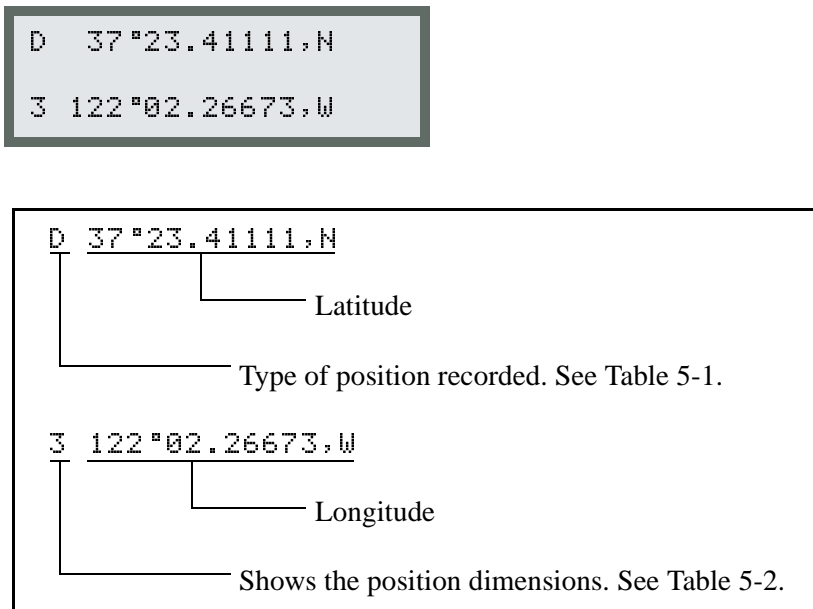 D 37°23.41111,N
3 122°02.26673,W
D 37°23.41111,N
Latitude
Type of position recorded. See Table 5-1.
3 122°02.26673,W
Longitude
Shows the position dimensions. See Table 5-2.